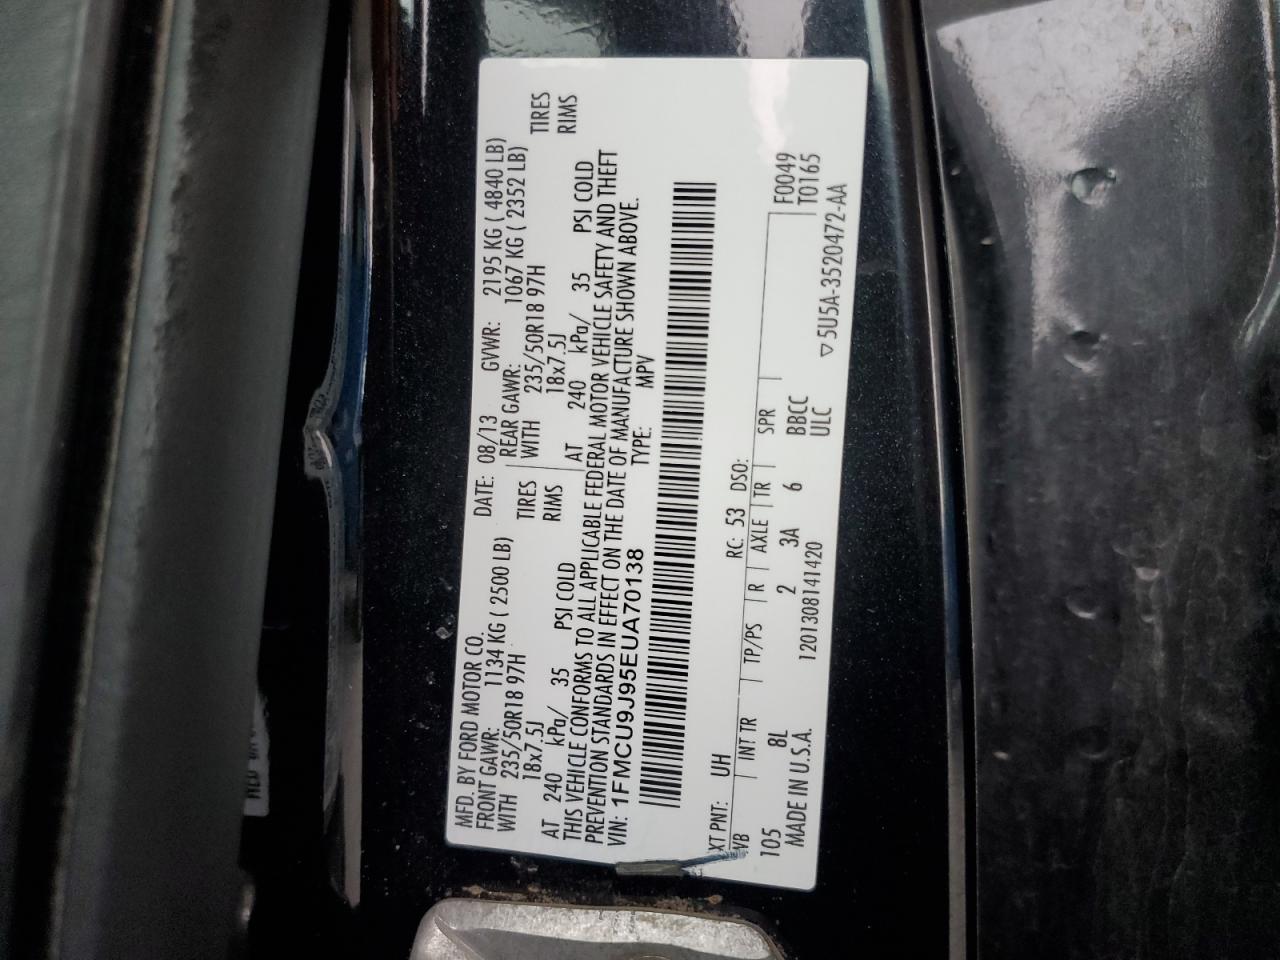 MFD. BY FORD MOTOR CO.
DATE: 08/13 GVWR: 2195 KG ( 4840 LB)
FRONT GAWR: 1134 KG ( 2500 LB)
REAR GAWR: 1067 KG ( 2352 LB)
WITH 235/50R18 97H TIRES
WITH 235/50R18 97H TIRES
18x7.5J RIMS
18x7.5J RIMS
AT 240 kPa/ 35 PSI COLD
AT 240 kPa/ 35 PSI COLD
THIS VEHICLE CONFORMS TO ALL APPLICABLE FEDERAL MOTOR VEHICLE SAFETY AND THEFT
PREVENTION STANDARDS IN EFFECT ON THE DATE OF MANUFACTURE SHOWN ABOVE.
VIN: 1FMCU9J95EUA70138 TYPE: MPV
XT PNT: UH RC: 53 DSO:
WB INT TR TP/PS R AXLE TR SPR
F0049
105 8L 2 3A 6 BBCC T0165
MADE IN U.S.A. 1201308141420 ULC
▽5U5A-3520472-AA